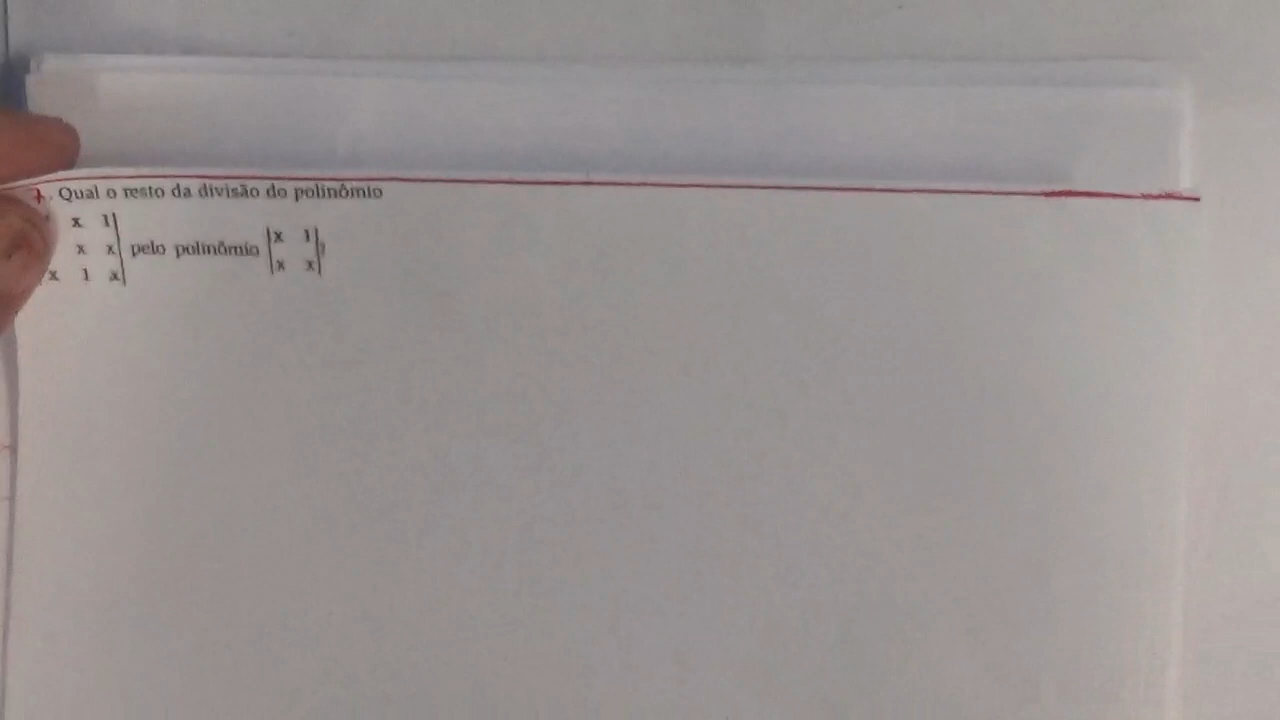 Qual o resto da divisão do polinômio
x 1
x x pelo polinômio x 1 ?
x 1 x x x